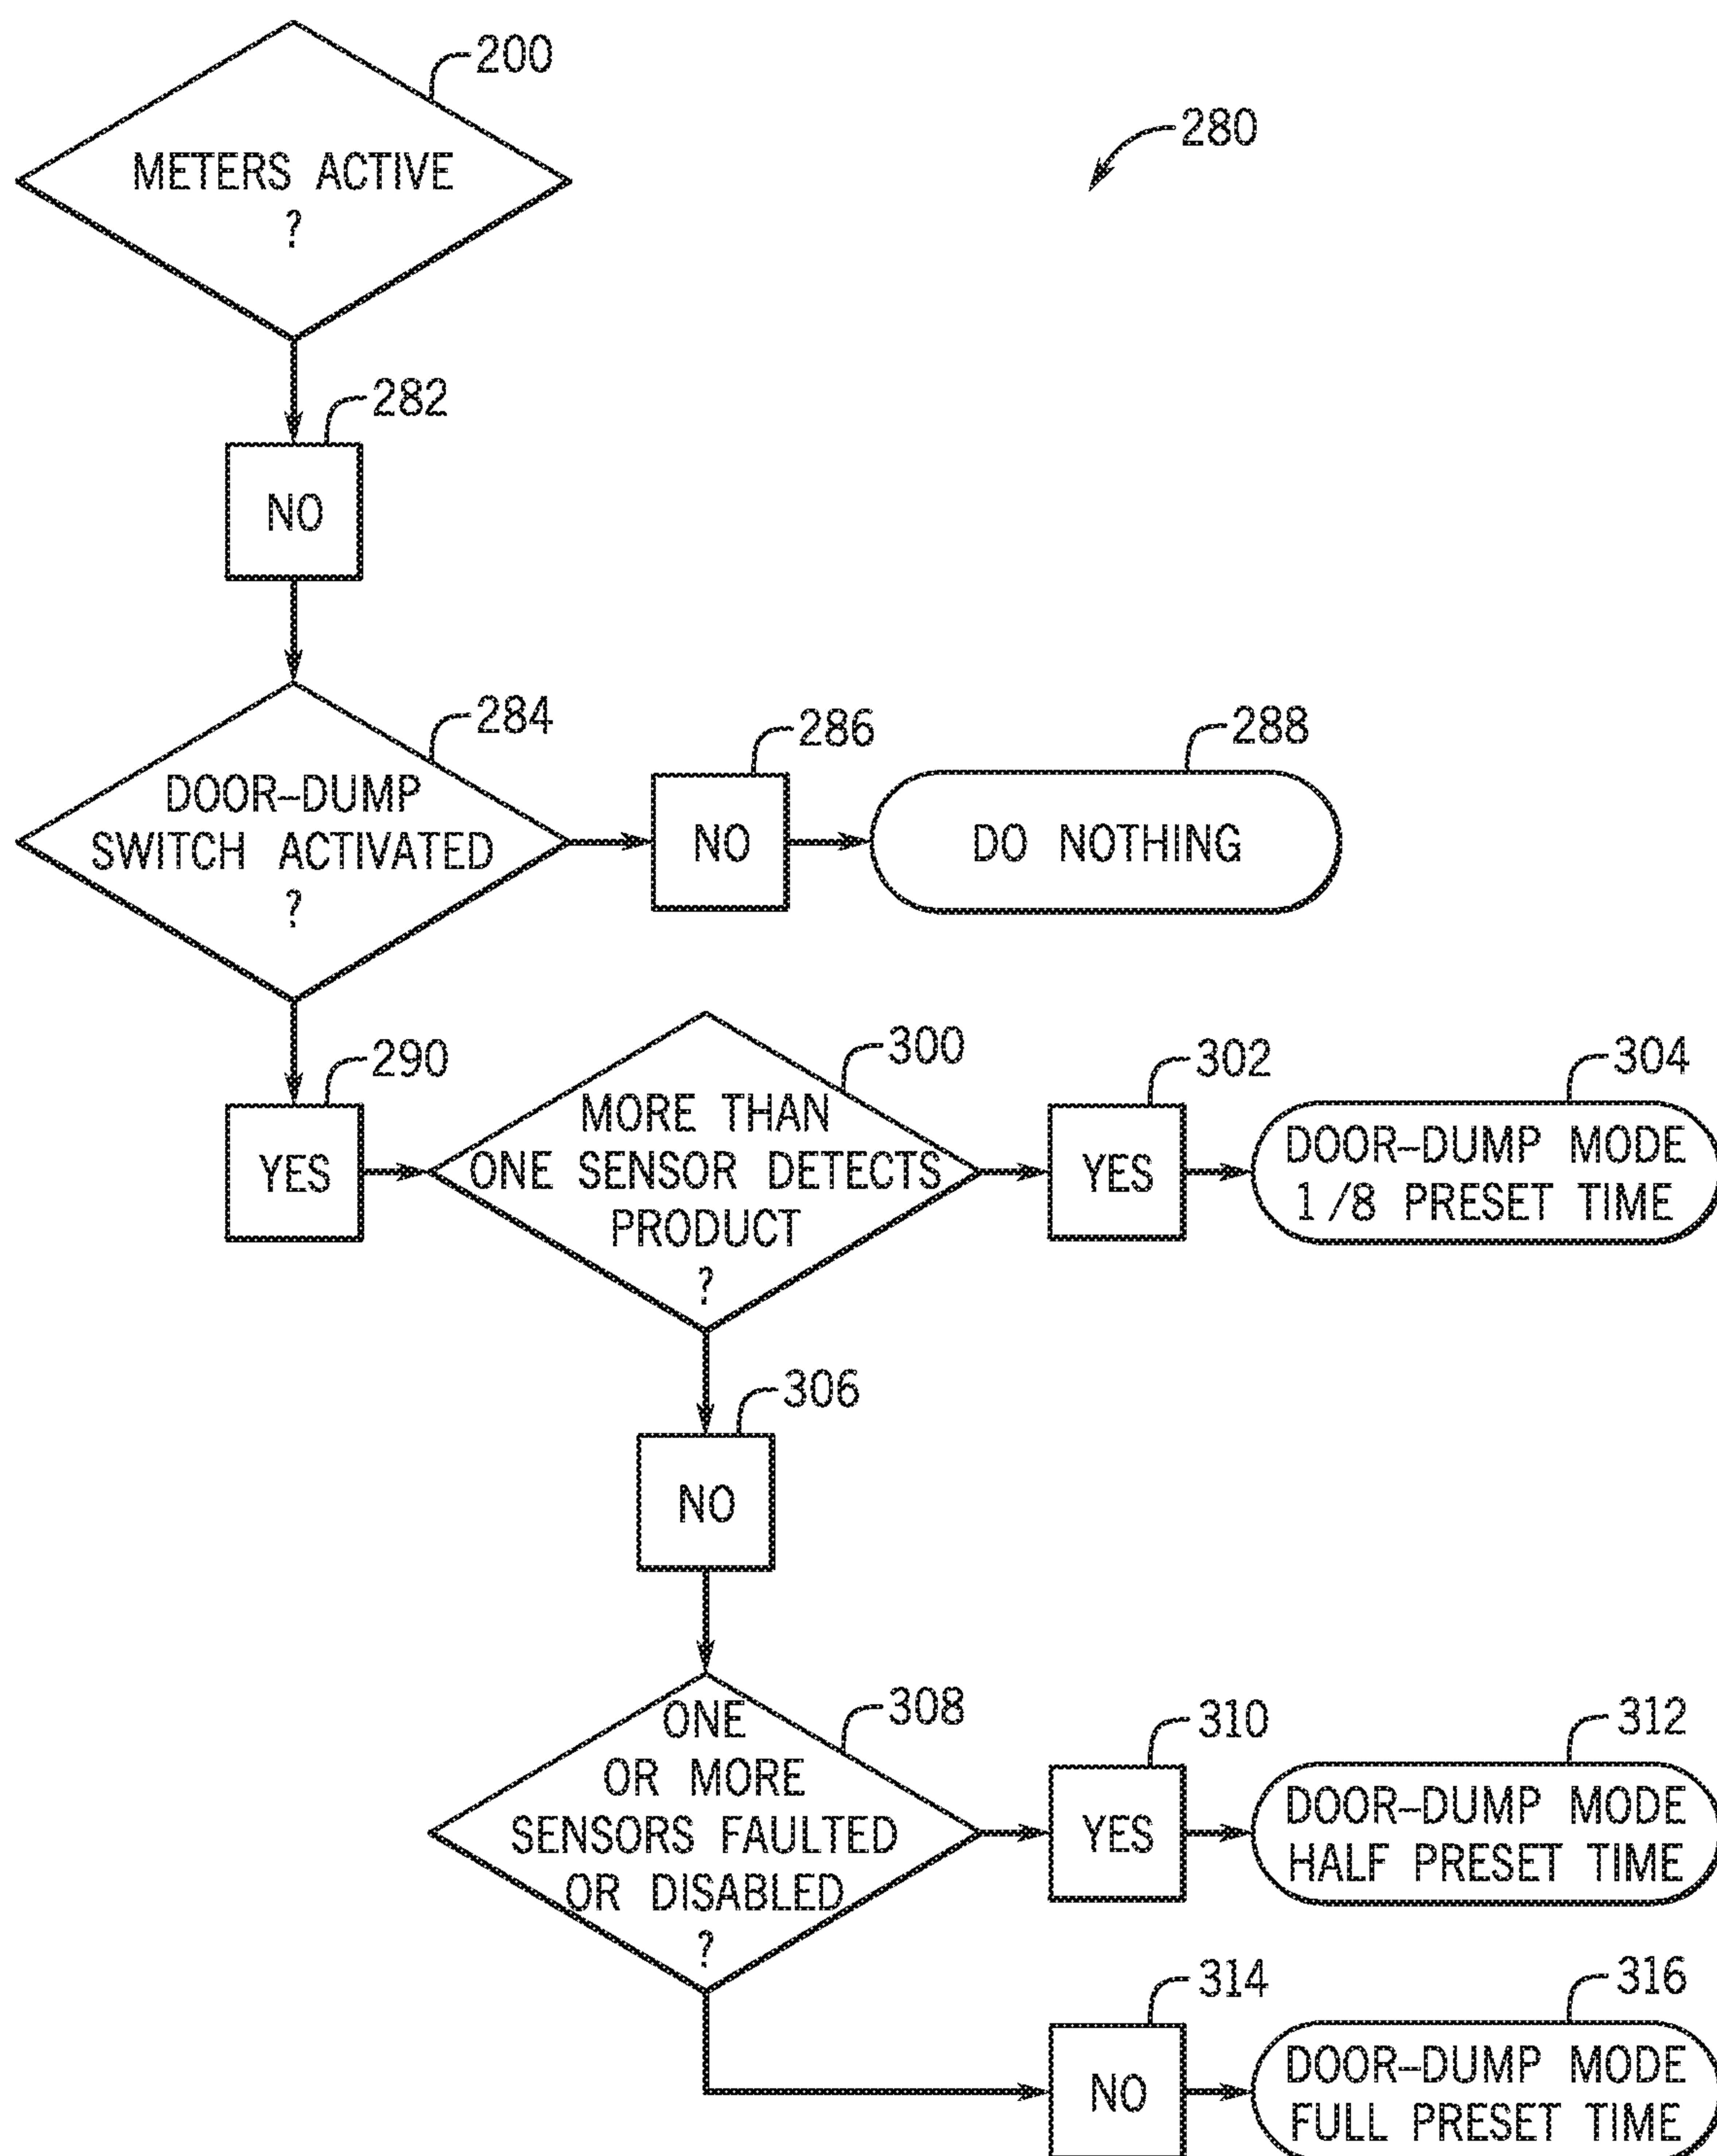 200
METERS ACTIVE
?
280
282
NO
284
DOOR-DUMP
SWITCH ACTIVATED
?
286
NO
288
DO NOTHING
290
YES
300
MORE THAN
ONE SENSOR DETECTS
PRODUCT
?
302
YES
304
DOOR-DUMP MODE
1/8 PRESET TIME
306
NO
308
ONE
OR MORE
SENSORS FAULTED
OR DISABLED
?
310
YES
312
DOOR-DUMP MODE
HALF PRESET TIME
314
NO
316
DOOR-DUMP MODE
FULL PRESET TIME